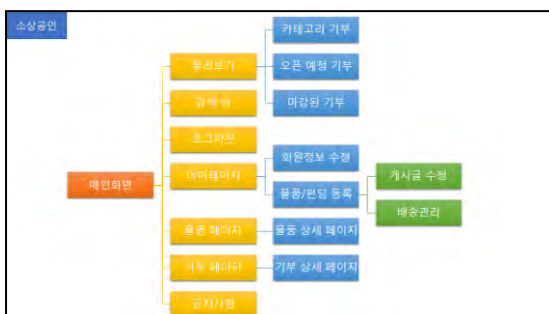 소상공인
카테고리 기부
둘러보기
오픈 예정 기부
마감된 기부
로그아웃
회원정보 수정
마이페이지
게시글 수정
메인화면
물품/펀딩 등록
배송관리
물품 페이지
물품 상세 페이지
기부 페이지
기부 상세 페이지
공지사항